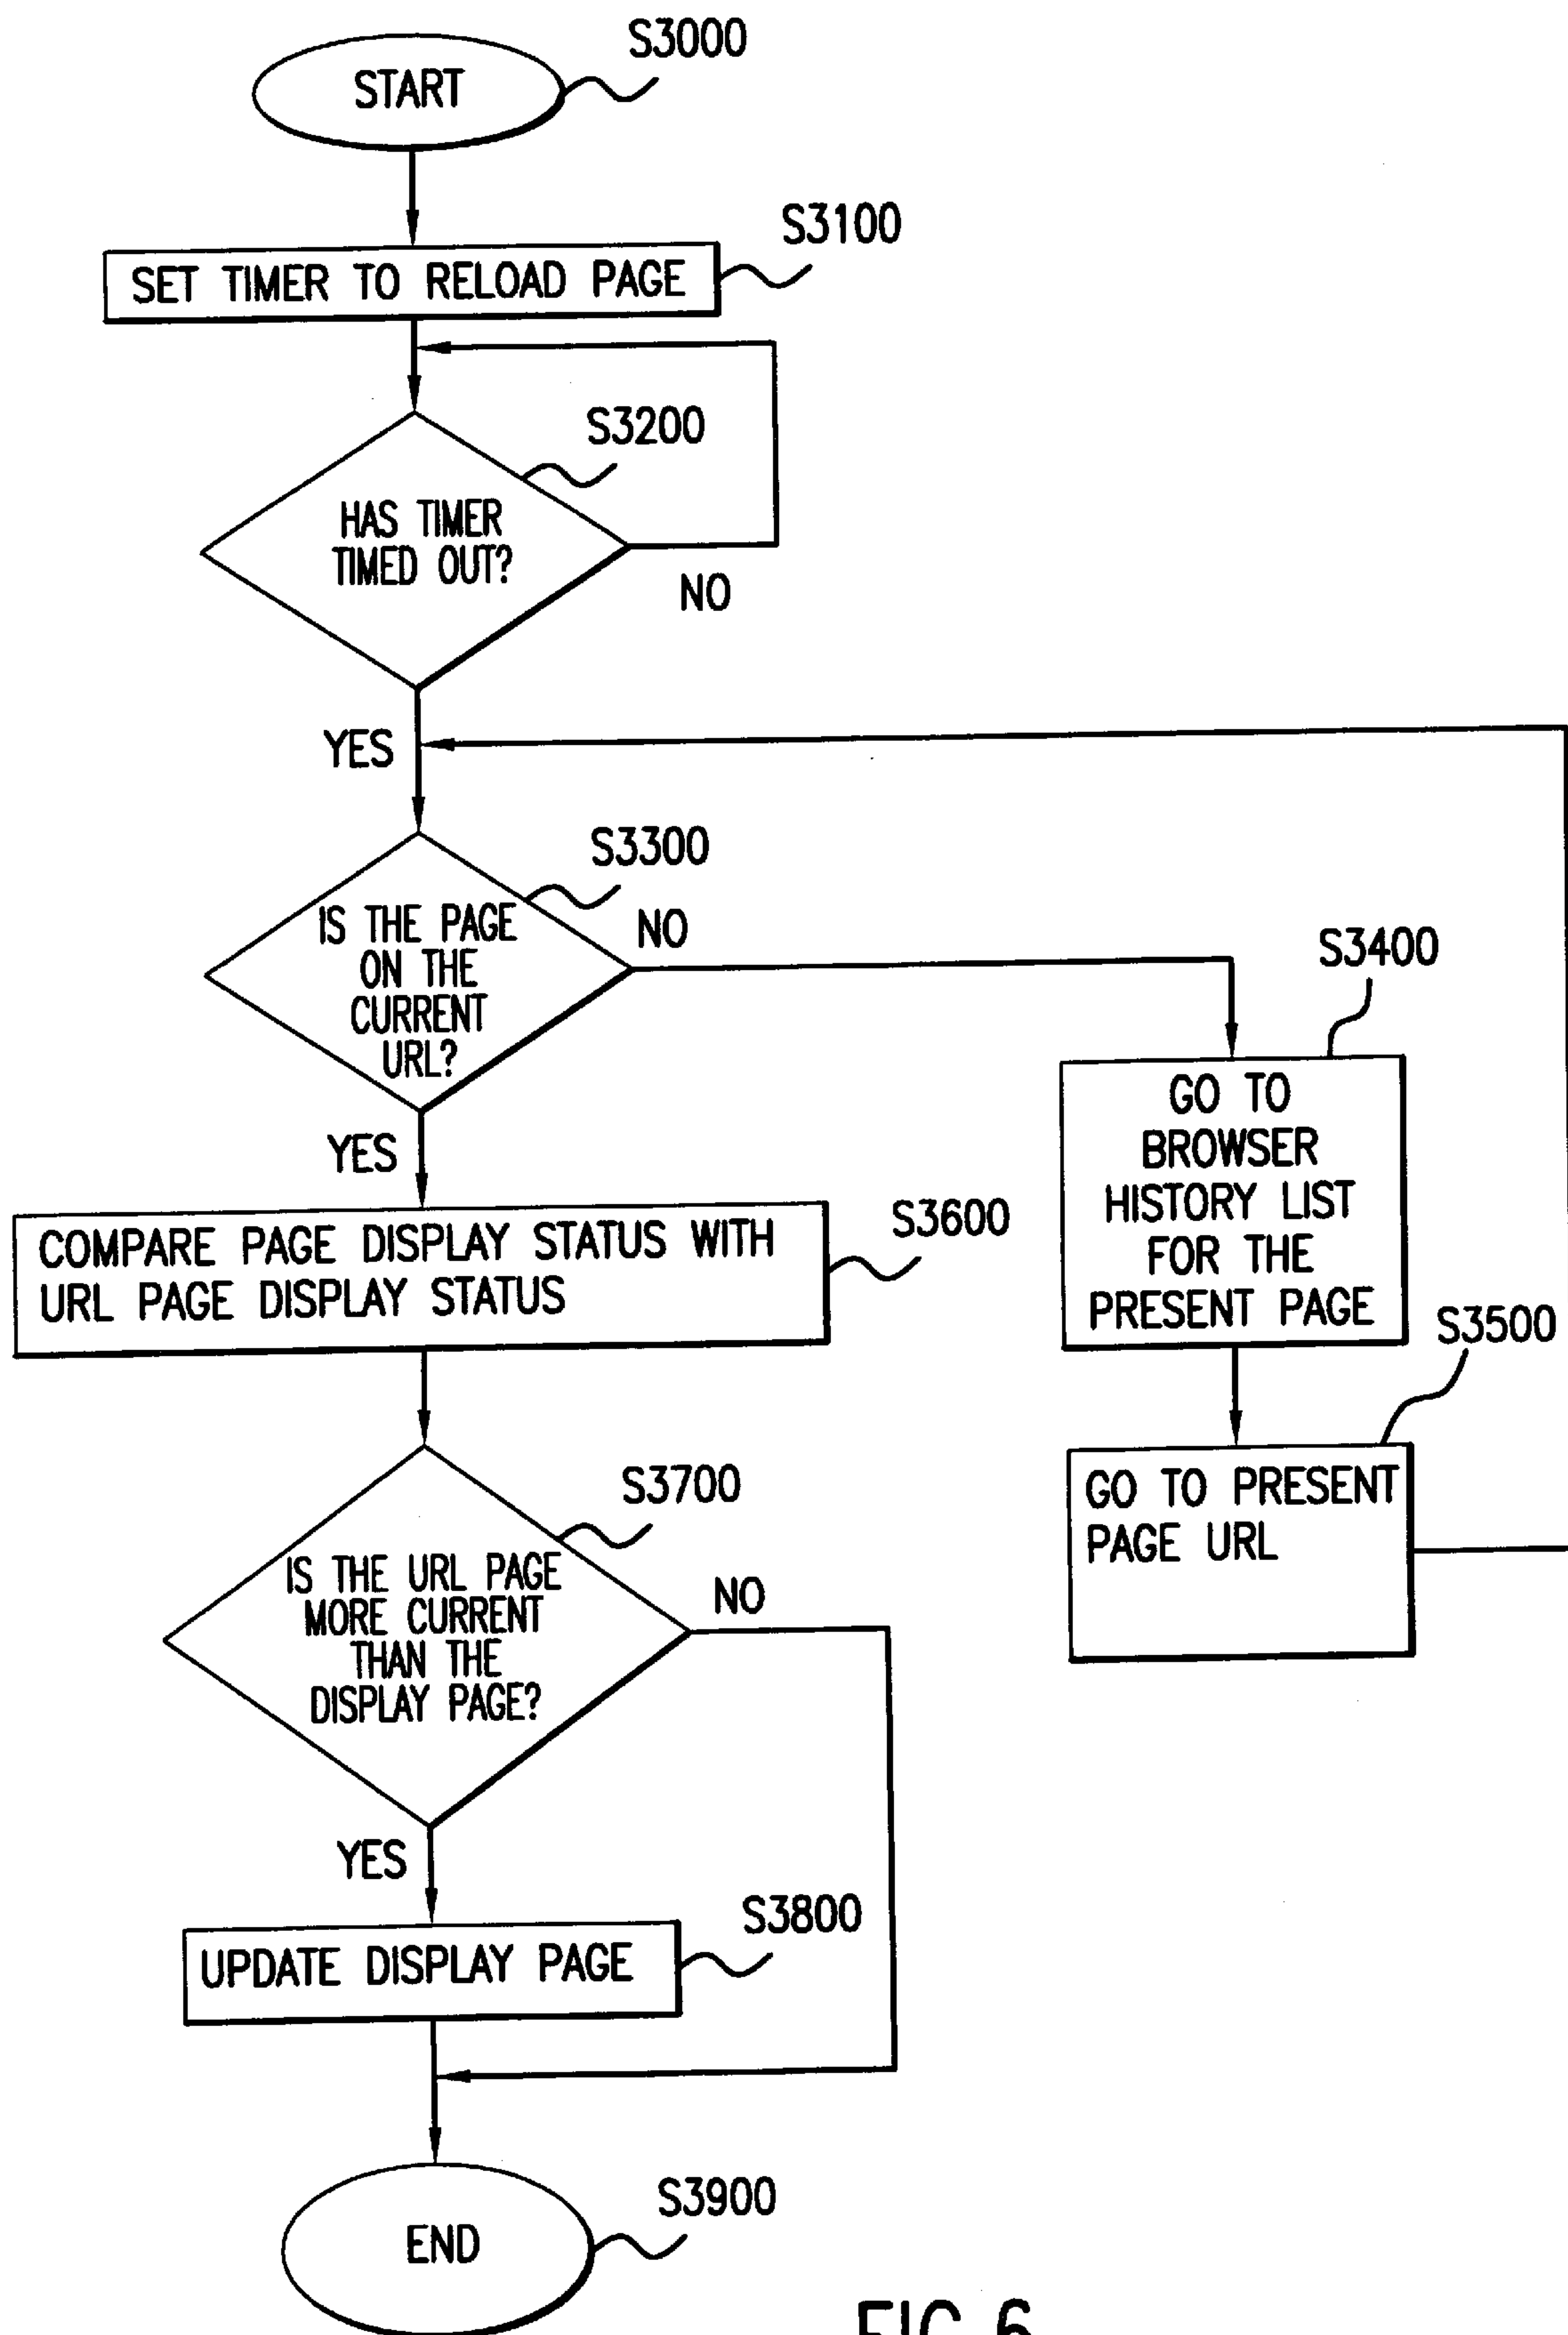 S3000
START
S3100
SET TIMER TO RELOAD PAGE
S3200
HAS TIMER
TIMED OUT?
NO
YES
S3300
IS THE PAGE
ON THE
CURRENT
URL?
NO
S3400
GO TO
BROWSER
HISTORY LIST
FOR THE
PRESENT PAGE
YES
S3600
COMPARE PAGE DISPLAY STATUS WITH
URL PAGE DISPLAY STATUS
S3500
GO TO PRESENT
PAGE URL
S3700
IS THE URL PAGE
MORE CURRENT
THAN THE
DISPLAY PAGE?
NO
YES
S3800
UPDATE DISPLAY PAGE
S3900
END
FIG.6